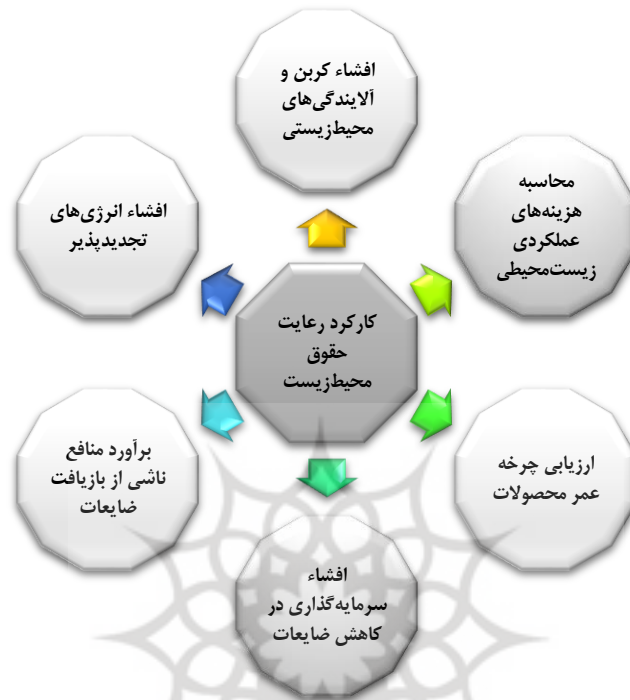 افشاء کربن و
آلایندگی‌های
محیط‌زیستی
محاسبه
هزینه‌های
عملکردی
زیست‌محیطی
افشاء انرژی‌های
تجدیدپذیر
کارکرد رعایت
حقوق
محیط‌زیست
ارزیابی چرخه
عمر محصولات
برآورد منافع
ناشی از بازیافت
ضایعات
افشاء
سرمایه‌گذاری در
کاهش ضایعات